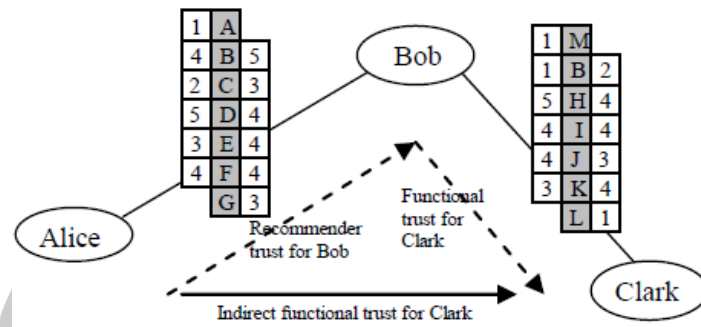 1 A
4 B 5
2 C 3
5 D 4
3 E 4
4 F 4
G 3
Bob
1 M
1 B 2
5 H 4
4 I 4
4 J 3
3 K 4
L 1
Alice
Recommender
trust for Bob
Functional
trust for
Clark
Clark
Indirect functional trust for Clark